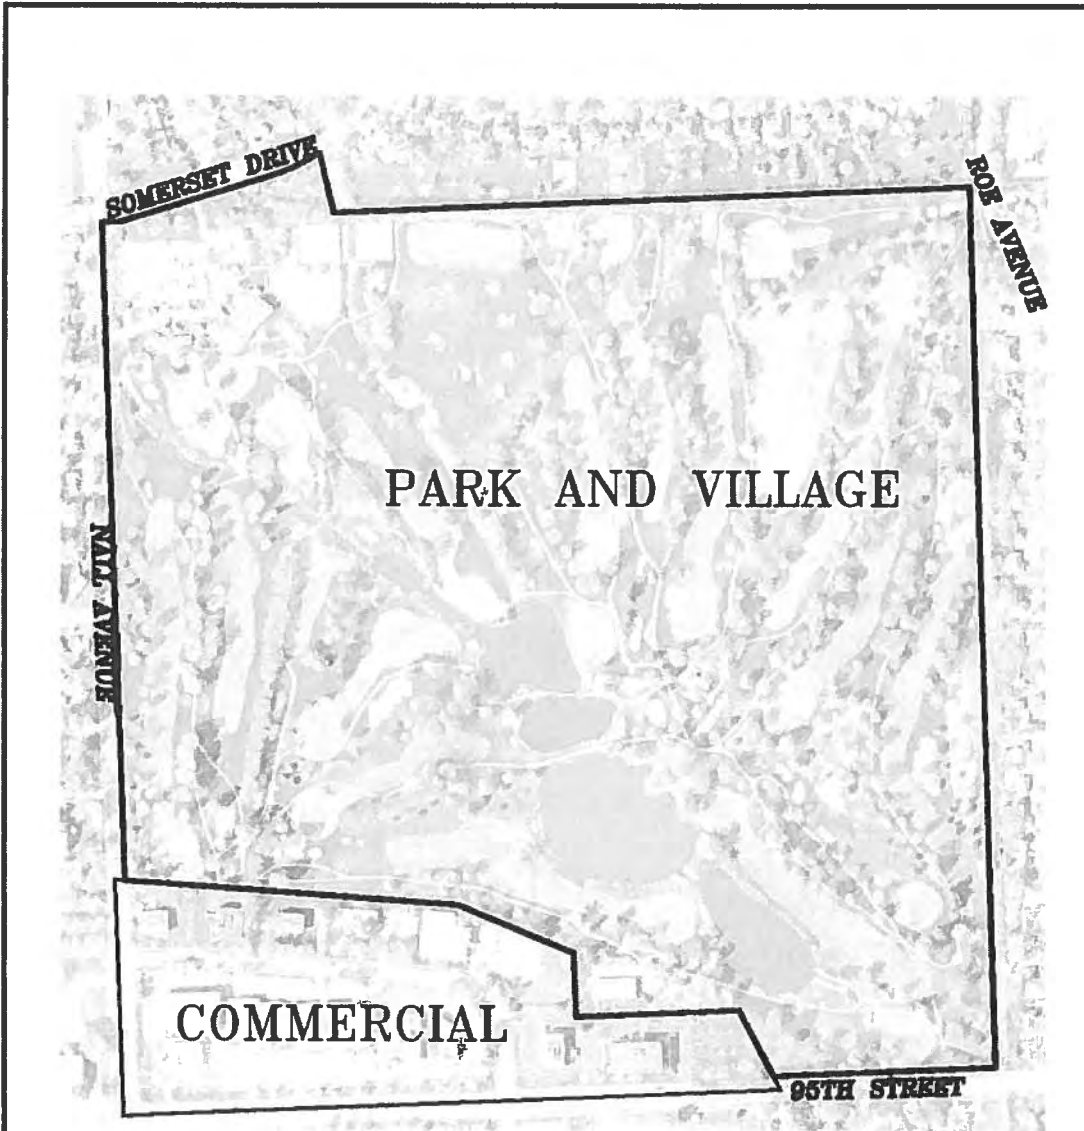 SOMERSET DRIVE
ROE AVENUE
PARK AND VILLAGE
NALL AVENUE
COMMERCIAL
95TH STREET